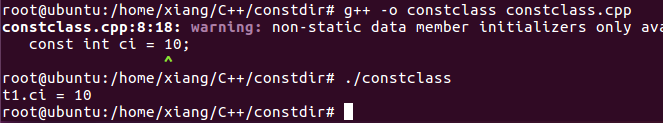 root@ubuntu:/home/xiang/C++/constdir# g++ -o constclass constclass.cpp
constclass.cpp:8:18: warning: non-static data member initializers only ava
const int ci = 10;
^
root@ubuntu:/home/xiang/C++/constdir# ./constclass
t1.ci = 10
root@ubuntu:/home/xiang/C++/constdir#